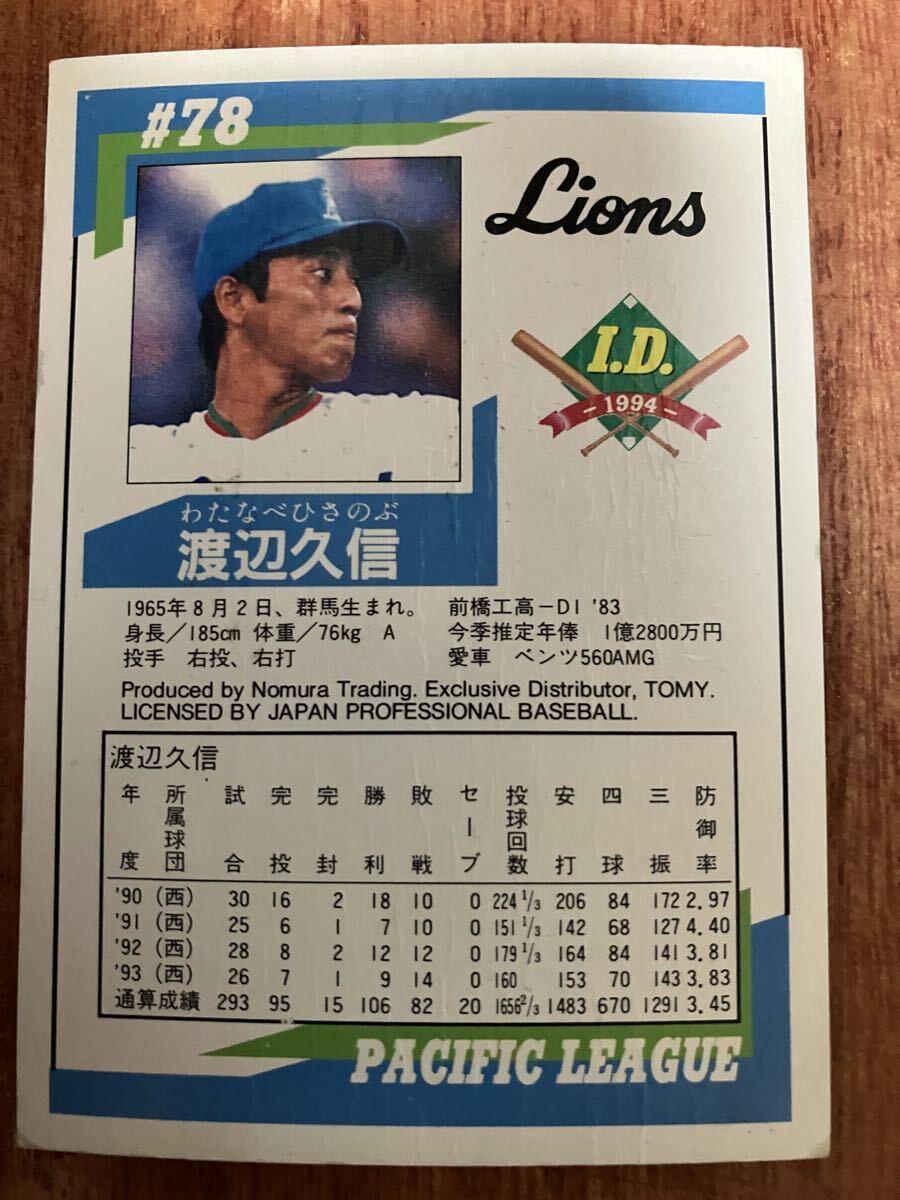 #78
Lions
I.D.
-1994-
わたなべひさのぶ
渡辺久信
1965年8月2日、群馬生まれ。 前橋工高-D1 '83
身長/185cm 体重/76kg A 今季推定年俸 1億2800万円
投手 右投、右打 愛車 ベンツ560AMG
Produced by Nomura Trading. Exclusive Distributor, TOMY.
LICENSED BY JAPAN PROFESSIONAL BASEBALL.
渡辺久信
年度 所属球団 試合 完投 完封 勝利 敗戦 セーブ 投球回数 安打 四球 三振 防御率
'90 (西) 30 16 2 18 10 0 224 1/3 206 84 172 2.97
'91 (西) 25 6 1 7 10 0 151 1/3 142 68 127 4.40
'92 (西) 28 8 2 12 12 0 179 1/3 164 84 141 3.81
'93 (西) 26 7 1 9 14 0 160 153 70 143 3.83
通算成績 293 95 15 106 82 20 1656 2/3 1483 670 1291 3.45
PACIFIC LEAGUE